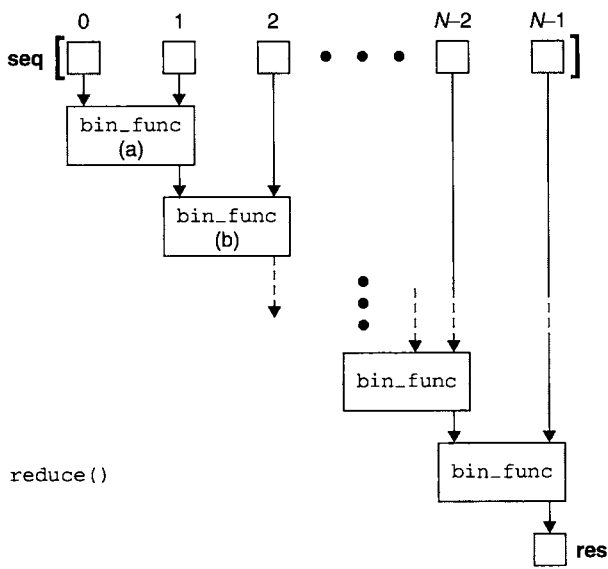 0 1 2 N–2 N–1
seq [ ]
bin_func
(a)
bin_func
(b)
bin_func
bin_func
reduce()
res